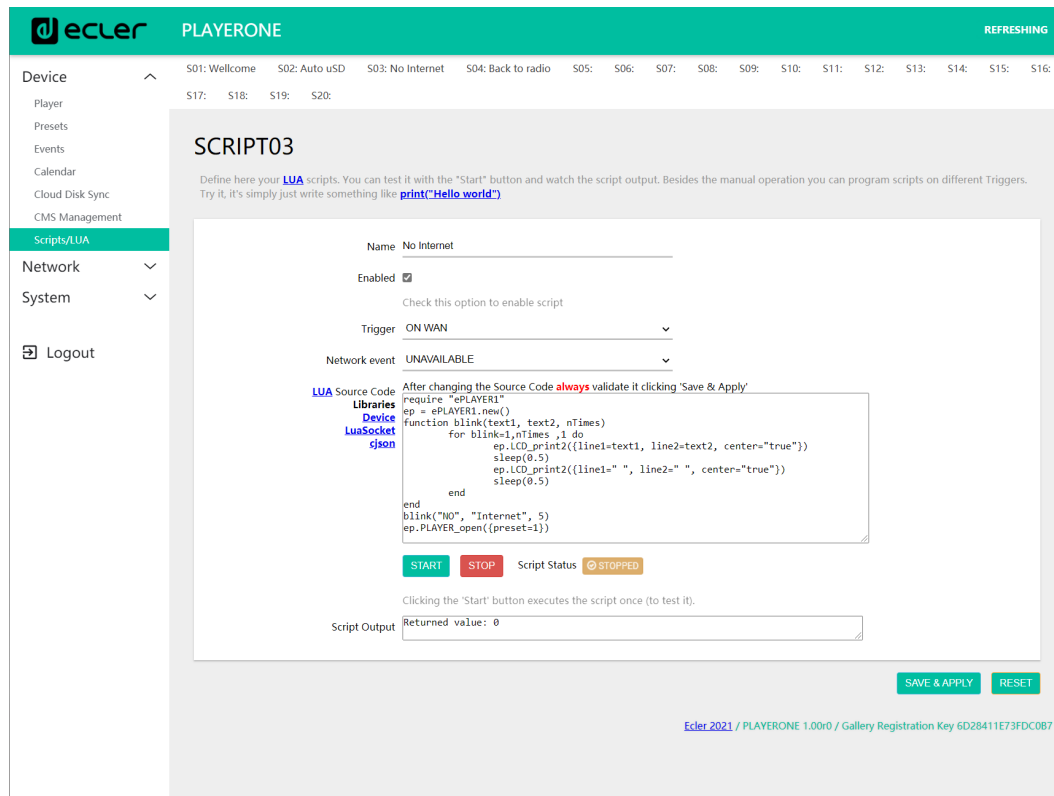 ecler PLAYERONE REFRESHING
S01: Wellcome S02: Auto uSD S03: No Internet S04: Back to radio S05: S06: S07: S08: S09: S10: S11: S12: S13: S14: S15: S16:
S17: S18: S19: S20:
Device
Player
Presets
Events
Calendar
Cloud Disk Sync
CMS Management
Scripts/LUA
Network
System
Logout
SCRIPT03
Define here your LUA scripts. You can test it with the "Start" button and watch the script output. Besides the manual operation you can program scripts on different Triggers.
Try it, it's simply just write something like print("Hello world")
Name No Internet
Enabled
Check this option to enable script
Trigger ON WAN
Network event UNAVAILABLE
LUA Source Code
Libraries
Device
LuaSocket
cjson
After changing the Source Code always validate it clicking 'Save & Apply'
require "ePLAYER1"
ep = ePLAYER1.new()
function blink(text1, text2, nTimes)
for blink=1,nTimes ,1 do
ep.LCD_print2({line1=text1, line2=text2, center="true"})
sleep(0.5)
ep.LCD_print2({line1=" ", line2=" ", center="true"})
sleep(0.5)
end
end
blink("NO", "Internet", 5)
ep.PLAYER_open({preset=1})
START STOP Script Status STOPPED
Clicking the 'Start' button executes the script once (to test it).
Script Output Returned value: 0
SAVE & APPLY RESET
Ecler 2021 / PLAYERONE 1.00r0 / Gallery Registration Key 6D28411E73FDC0B7